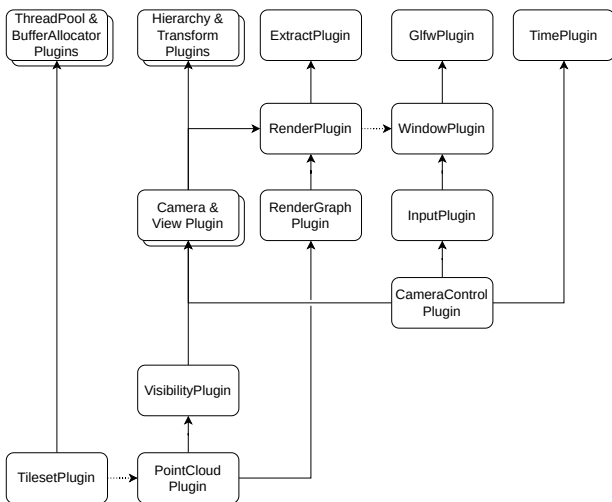 ThreadPool &
BufferAllocator
Plugins
Hierarchy &
Transform
Plugins
ExtractPlugin
GlfwPlugin
TimePlugin
RenderPlugin
WindowPlugin
Camera &
View Plugin
RenderGraph
Plugin
InputPlugin
CameraControl
Plugin
VisibilityPlugin
TilesetPlugin
PointCloud
Plugin